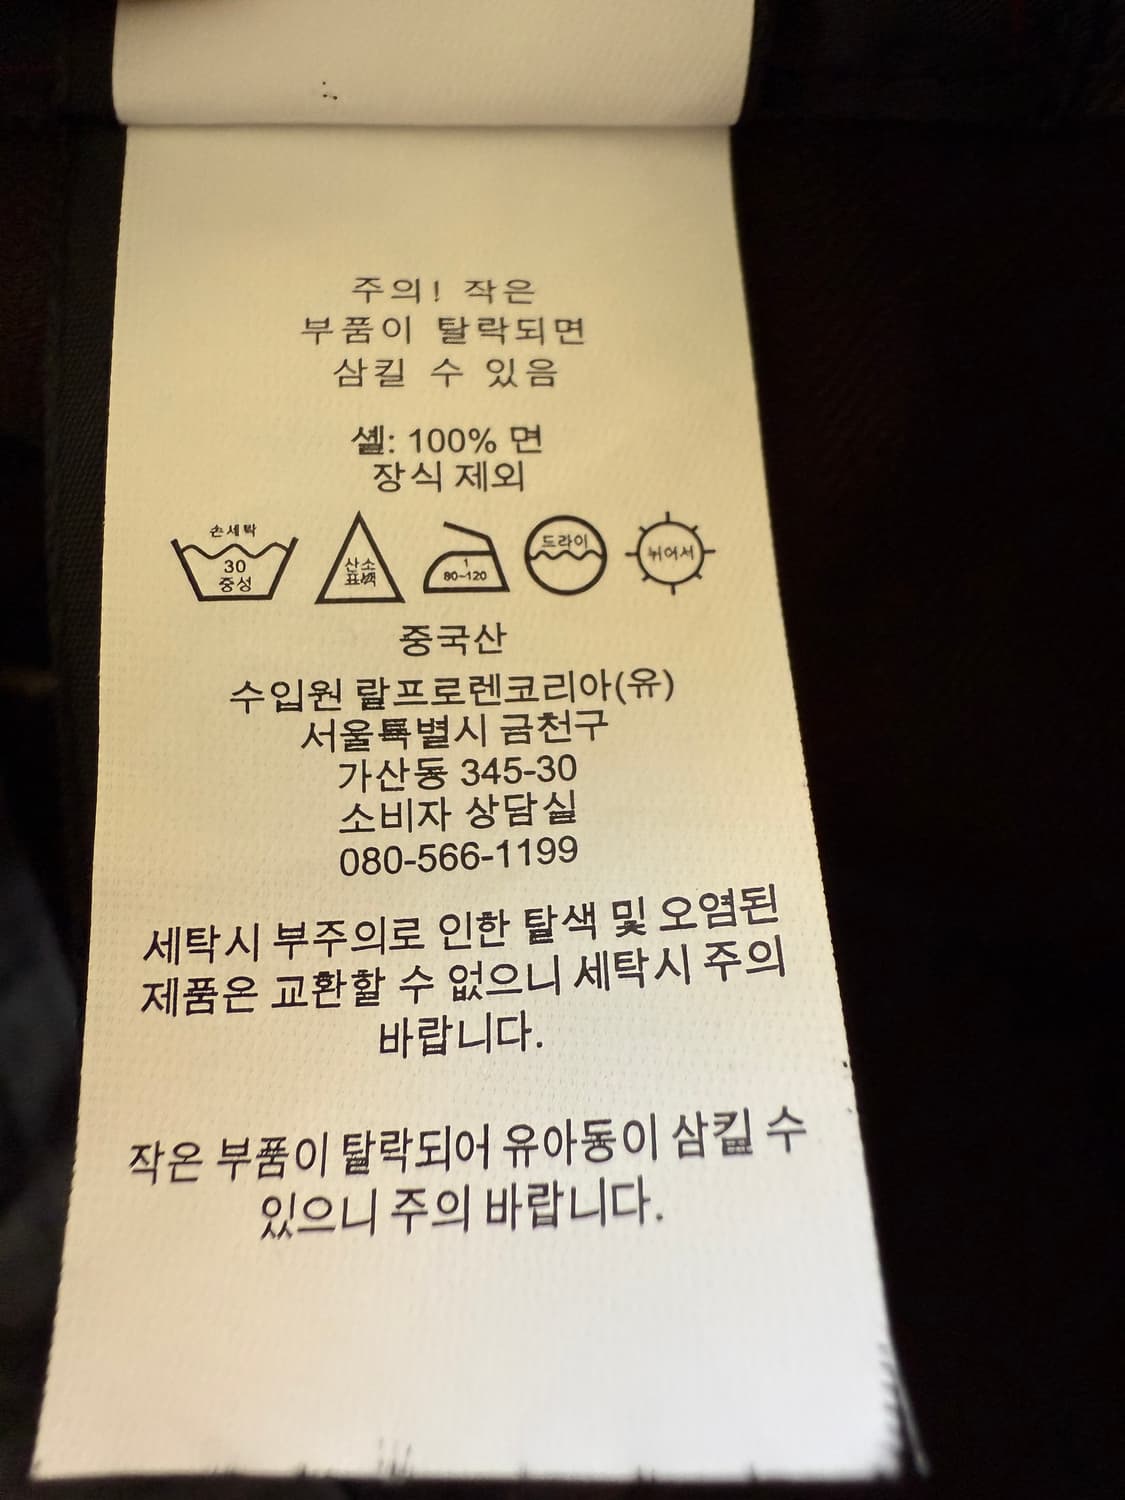 주의! 작은
부품이 탈락되면
삼킬 수 있음
셸: 100% 면
장식 제외
손세탁
30
중성
산소
표백
1
80-120
드라이
뉘어서
중국산
수입원 랄프로렌코리아(유)
서울특별시 금천구
가산동 345-30
소비자 상담실
080-566-1199
세탁시 부주의로 인한 탈색 및 오염된
제품은 교환할 수 없으니 세탁시 주의
바랍니다.
작은 부품이 탈락되어 유아동이 삼킬 수
있으니 주의 바랍니다.